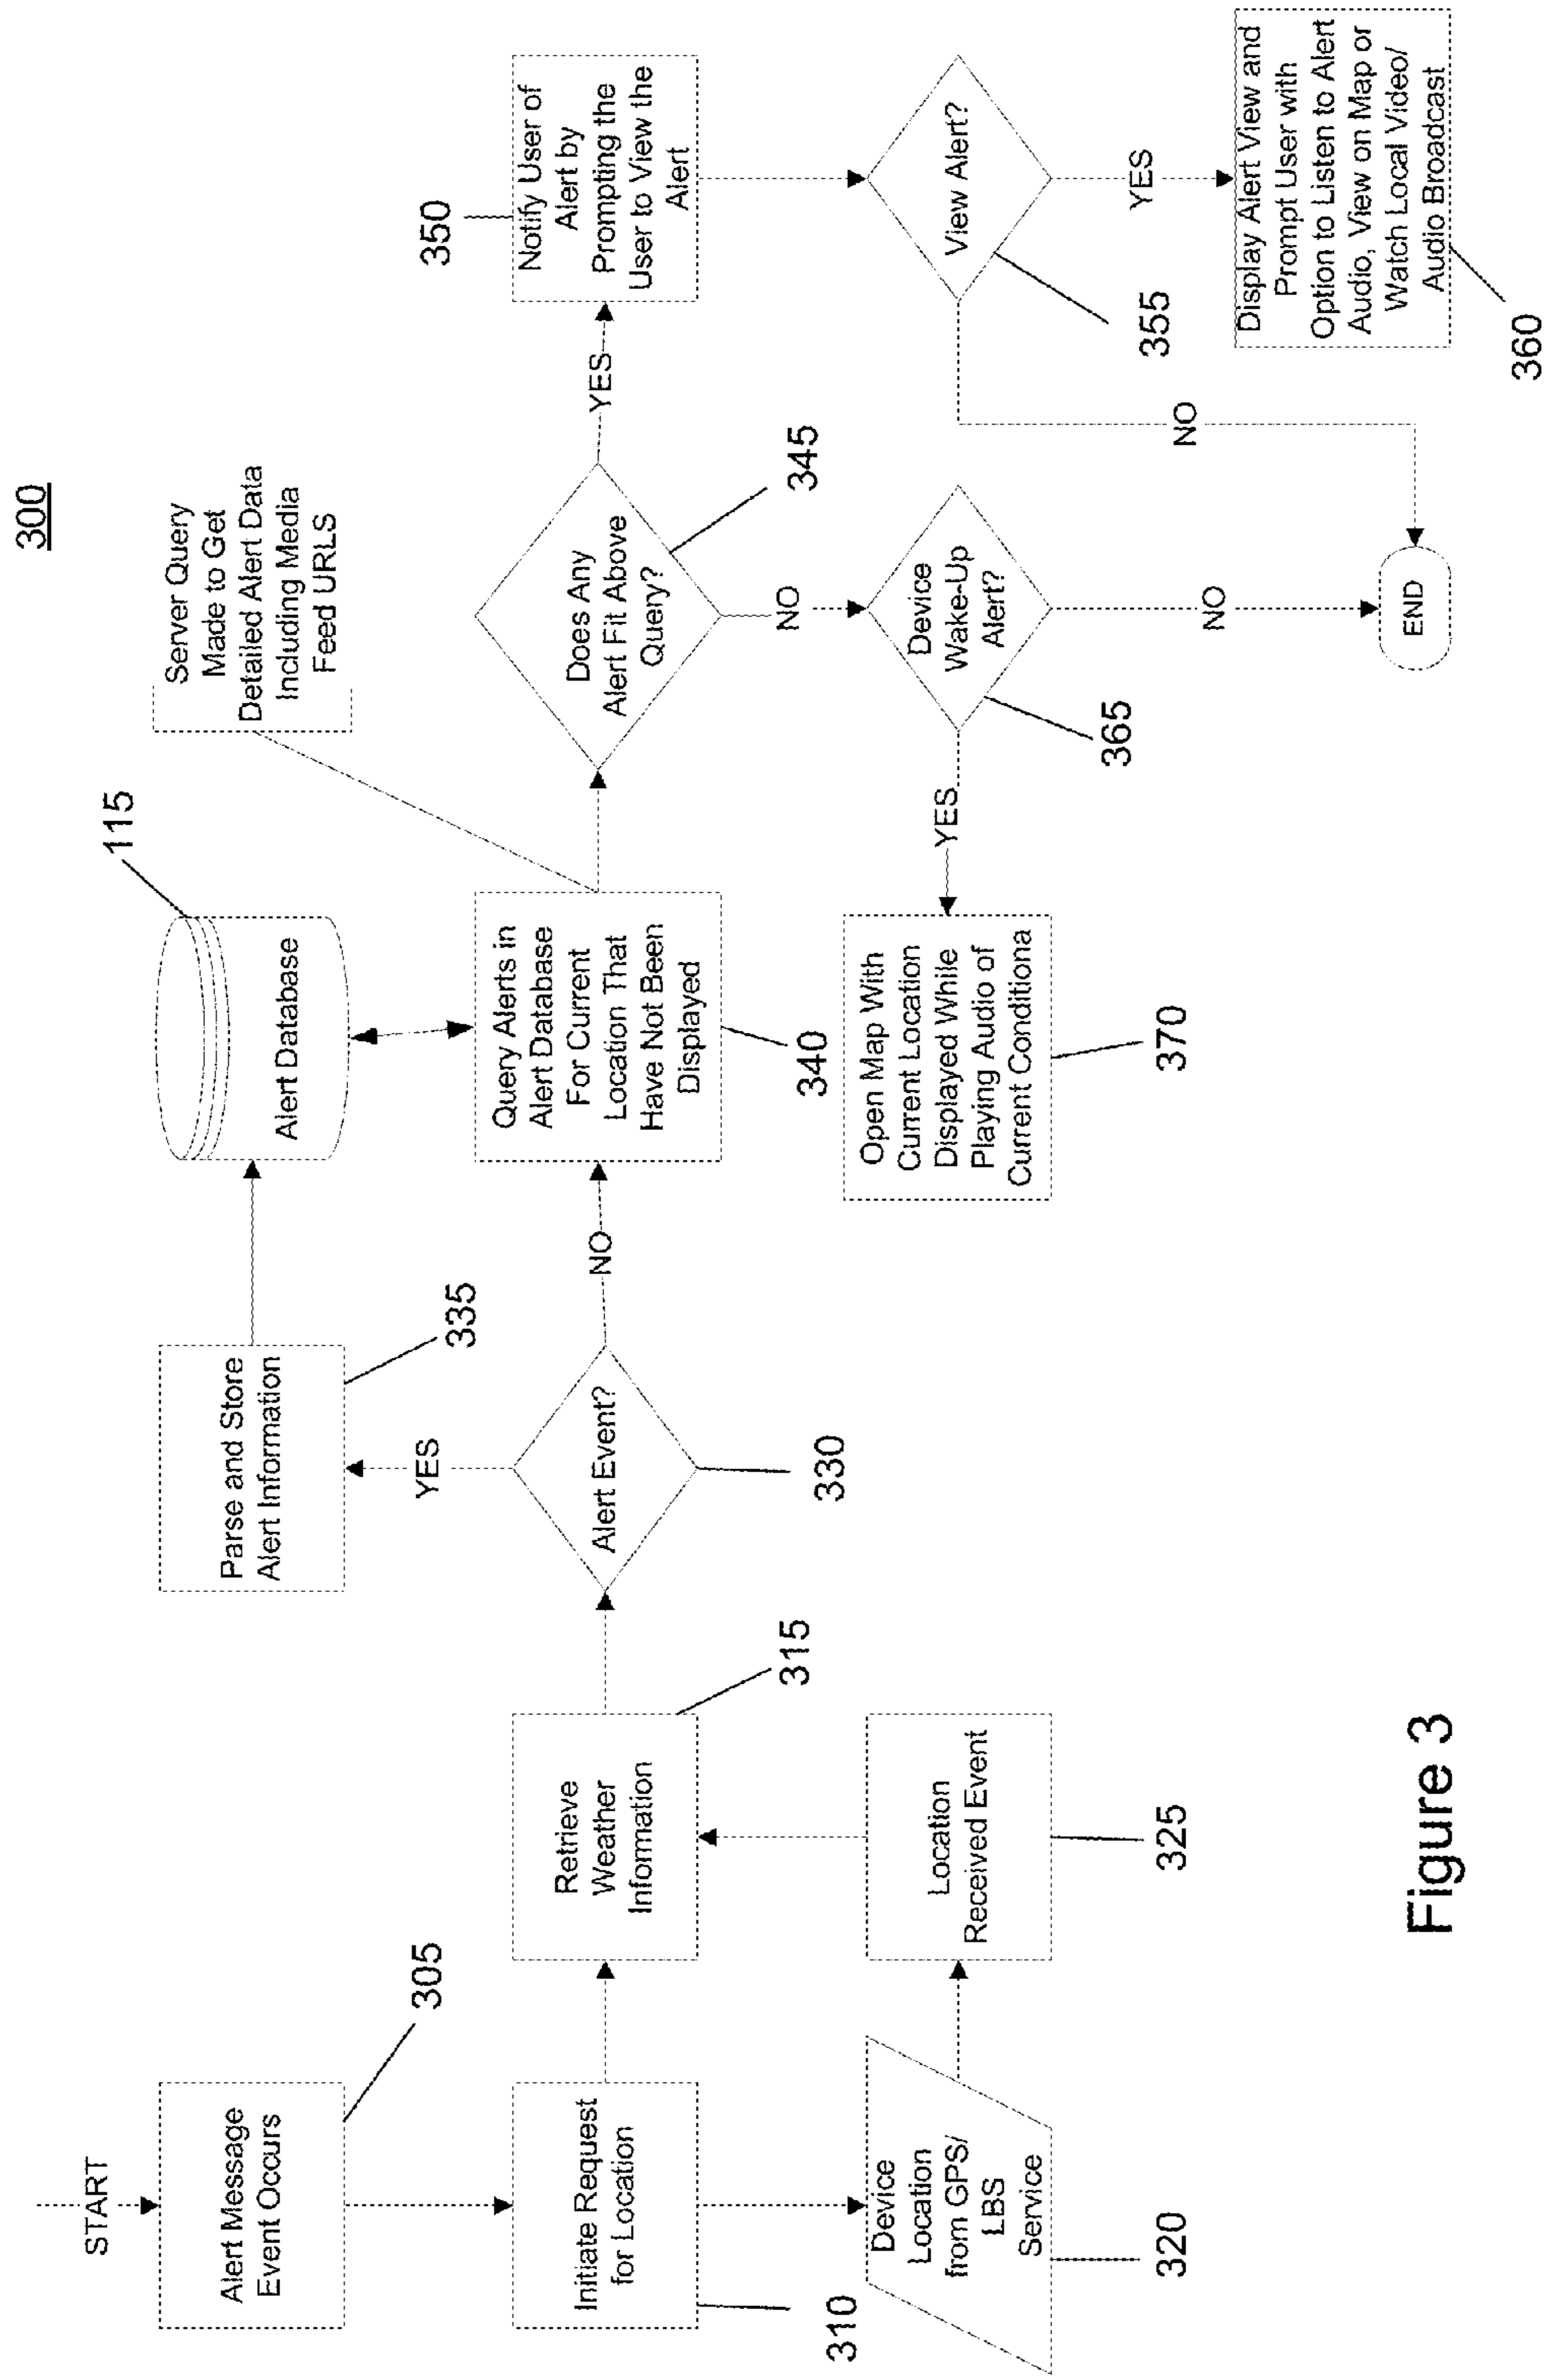 300
START
Alert Message
Event Occurs
305
Initiate Request
for Location
310
Device
Location
from GPS/
LBS
Service
320
Location
Received Event
325
Retrieve
Weather
Information
315
Alert Event?
330
YES
Parse and Store
Alert Information
335
NO
Alert Database
115
Query Alerts in
Alert Database
For Current
Location That
Have Not Been
Displayed
340
Server Query
Made to Get
Detailed Alert Data
Including Media
Feed URLS
Does Any
Alert Fit Above
Query?
345
YES
Notify User of
Alert by
Prompting the
User to View the
Alert
350
View Alert?
355
YES
Display Alert View and
Prompt User with
Option to Listen to Alert
Audio, View on Map or
Watch Local Video/
Audio Broadcast
360
NO
NO
Device
Wake-Up
Alert?
365
YES
Open Map With
Current Location
Displayed While
Playing Audio of
Current Conditiona
370
NO
END
Figure 3